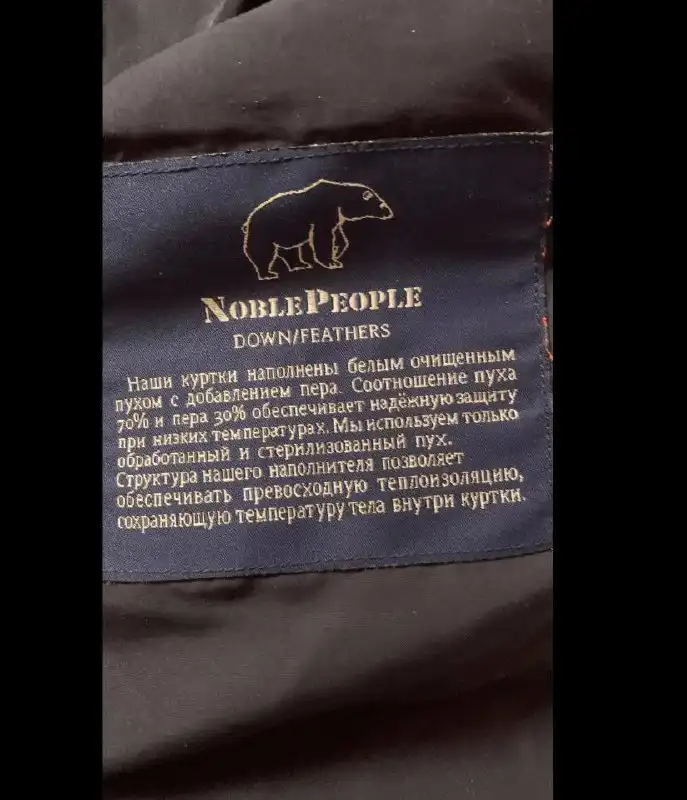 NOBLEPEOPLE
DOWN/FEATHERS
Наши куртки наполнены белым очищенным
пухом с добавлением пера. Соотношение пуха
70% и пера 30% обеспечивает надёжную защиту
при низких температурах. Мы используем только
обработанный и стерилизованный пух.
Структура нашего наполнителя позволяет
обеспечивать превосходную теплоизоляцию,
сохраняющую температуру тела внутри куртки.